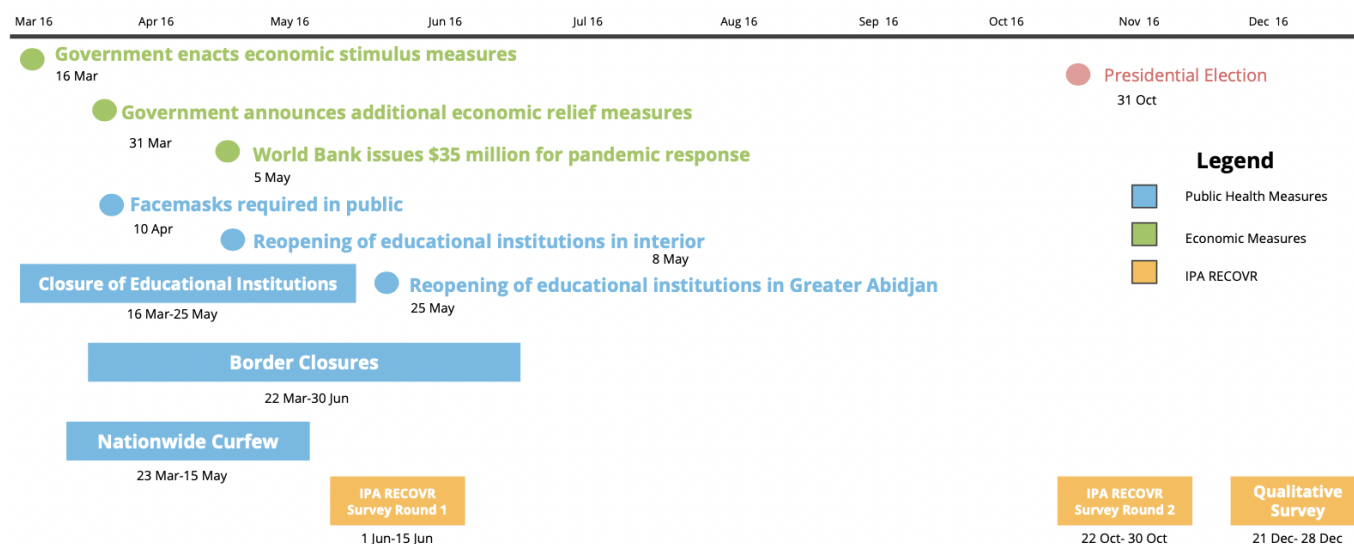 Mar 16 Apr 16 May 16 Jun 16 Jul 16 Aug 16 Sep 16 Oct 16 Nov 16 Dec 16
Government enacts economic stimulus measures
16 Mar
Presidential Election
31 Oct
Government announces additional economic relief measures
31 Mar
World Bank issues $35 million for pandemic response
5 May
Legend
Public Health Measures
Economic Measures
IPA RECOVR
Facemasks required in public
10 Apr
Reopening of educational institutions in interior
8 May
Closure of Educational Institutions
16 Mar-25 May
Reopening of educational institutions in Greater Abidjan
25 May
Border Closures
22 Mar-30 Jun
Nationwide Curfew
23 Mar-15 May
IPA RECOVR
Survey Round 1
1 Jun-15 Jun
IPA RECOVR
Survey Round 2
22 Oct- 30 Oct
Qualitative
Survey
21 Dec- 28 Dec